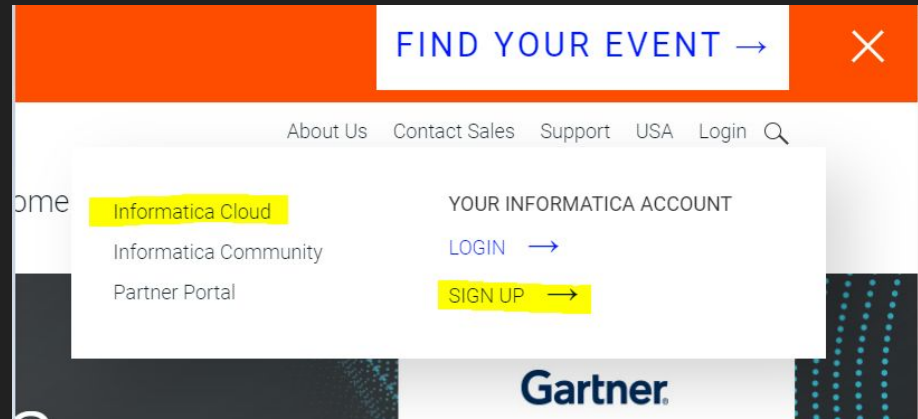 FIND YOUR EVENT →
About Us Contact Sales Support USA Login
ome
Informatica Cloud
Informatica Community
Partner Portal
YOUR INFORMATICA ACCOUNT
LOGIN →
SIGN UP →
Gartner.